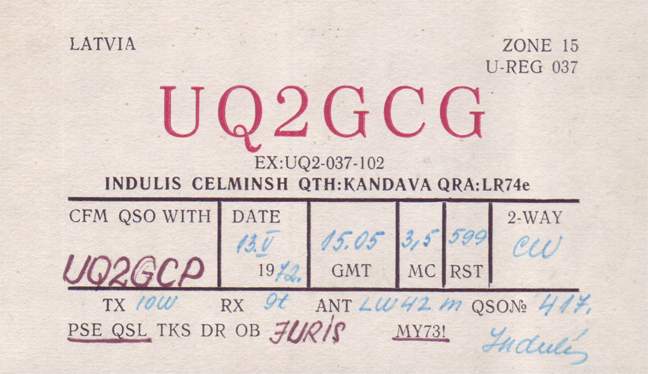 LATVIA ZONE 15
U-REG 037
UQ2GCG
EX:UQ2-037-102
INDULIS CELMINSH QTH:KANDAVA QRA:LR74e
CFM QSO WITH DATE 2-WAY
13.V 15.05 3,5 599 CW
UQ2GCP 1972. GMT MC RST
TX 10W RX 9t ANT LW 42 m QSO№ 417.
PSE QSL TKS DR OB JURIS MY73! Indulis